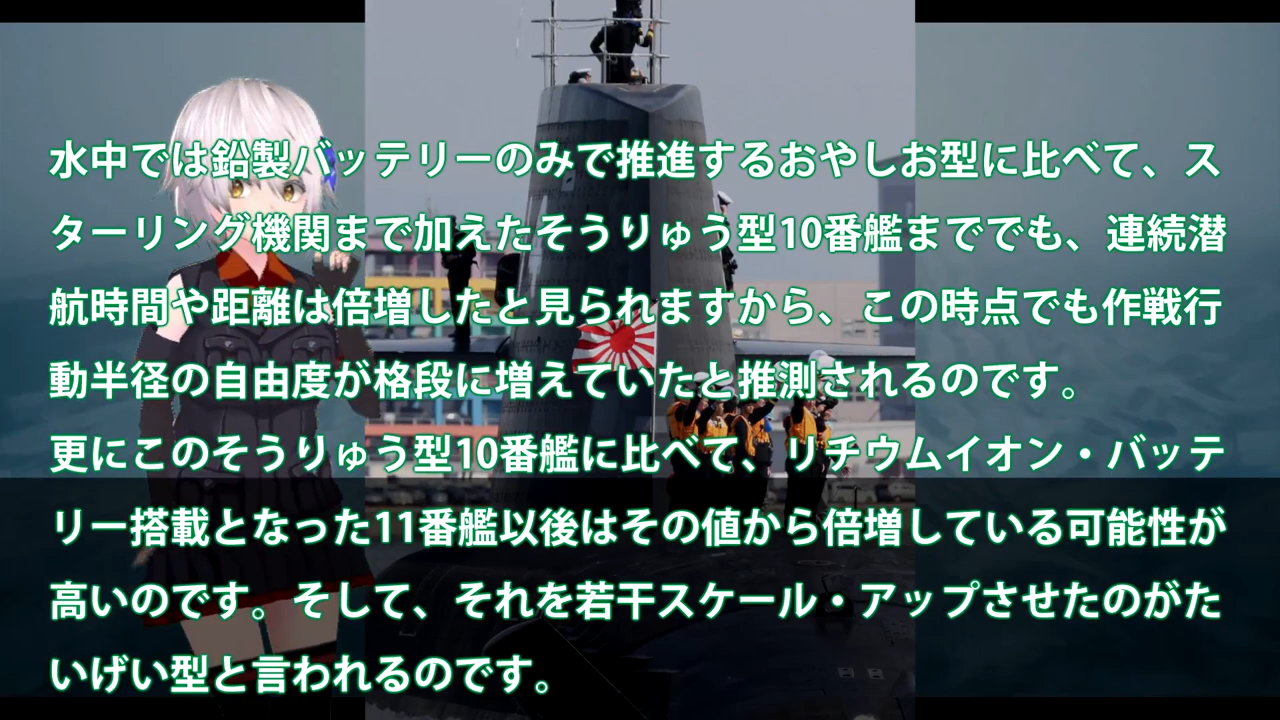 水中では鉛製バッテリーのみで推進するおやしお型に比べて、ス
ターリング機関まで加えたそうりゅう型10番艦まででも、連続潜
航時間や距離は倍増したと見られますから、この時点でも作戦行
動半径の自由度が格段に増えていたと推測されるのです。
更にこのそうりゅう型10番艦に比べて、リチウムイオン・バッテ
リー搭載となった11番艦以後はその値から倍増している可能性が
高いのです。そして、それを若干スケール・アップさせたのがた
いげい型と言われるのです。